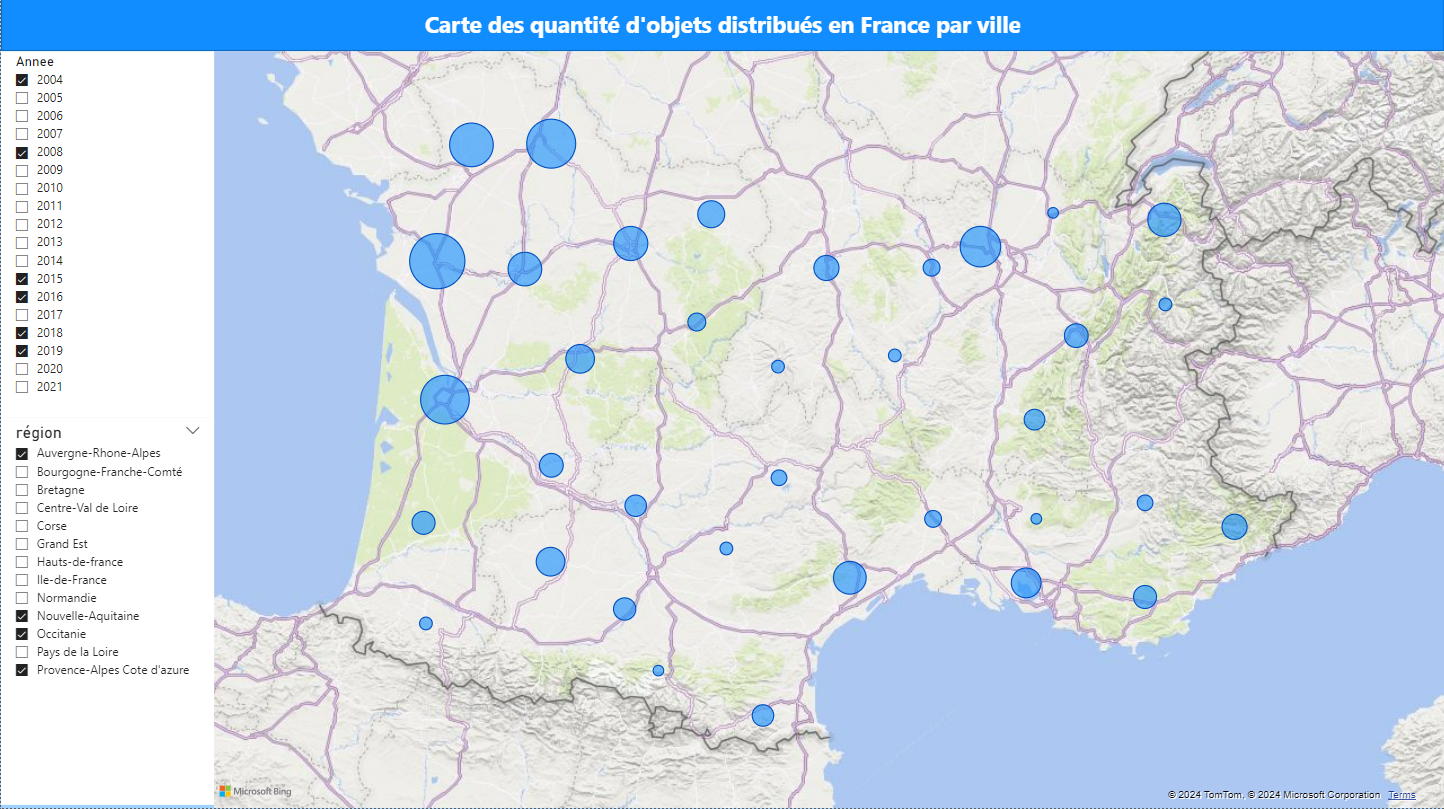 Carte des quantité d'objets distribués en France par ville
Annee
2004
2005
2006
2007
2008
2009
2010
2011
2012
2013
2014
2015
2016
2017
2018
2019
2020
2021
région
Auvergne-Rhone-Alpes
Bourgogne-Franche-Comté
Bretagne
Centre-Val de Loire
Corse
Grand Est
Hauts-de-france
Ile-de-France
Normandie
Nouvelle-Aquitaine
Occitanie
Pays de la Loire
Provence-Alpes Cote d'azure
Microsoft Bing
© 2024 TomTom, © 2024 Microsoft Corporation Terms